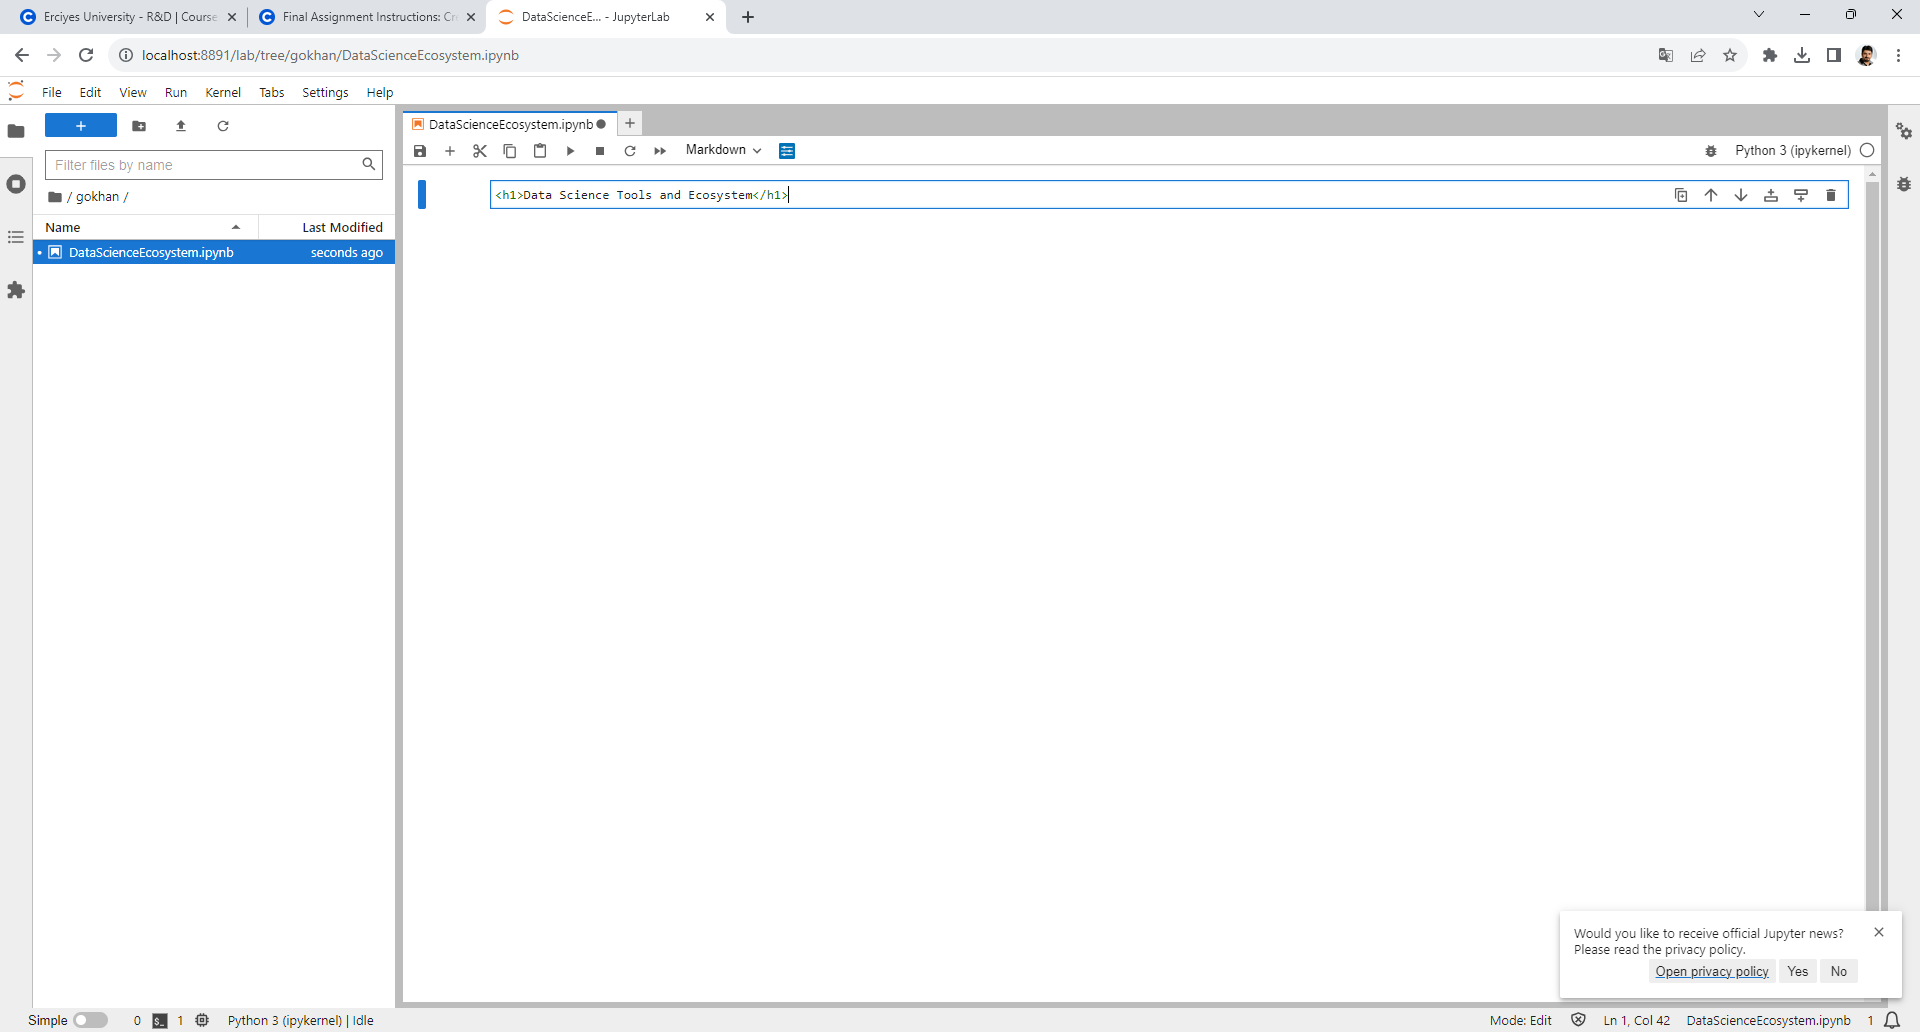 Erciyes University - R&D | Course
Final Assignment Instructions: Cre
DataScienceE... - JupyterLab
localhost:8891/lab/tree/gokhan/DataScienceEcosystem.ipynb
File Edit View Run Kernel Tabs Settings Help
DataScienceEcosystem.ipynb
Markdown
Python 3 (ipykernel)
Filter files by name
/ gokhan /
Name Last Modified
DataScienceEcosystem.ipynb seconds ago
<h1>Data Science Tools and Ecosystem</h1>
Would you like to receive official Jupyter news?
Please read the privacy policy.
Open privacy policy Yes No
Simple 0 $_ 1 Python 3 (ipykernel) | Idle
Mode: Edit Ln 1, Col 42 DataScienceEcosystem.ipynb 1